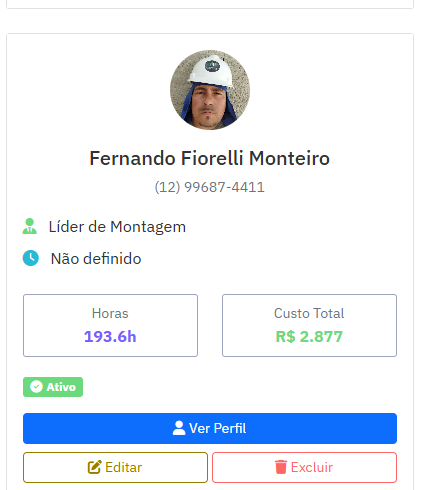 Fernando Fiorelli Monteiro
(12) 99687-4411
Líder de Montagem
Não definido
Horas
193.6h
Custo Total
R$ 2.877
Ativo
Ver Perfil
Editar
Excluir